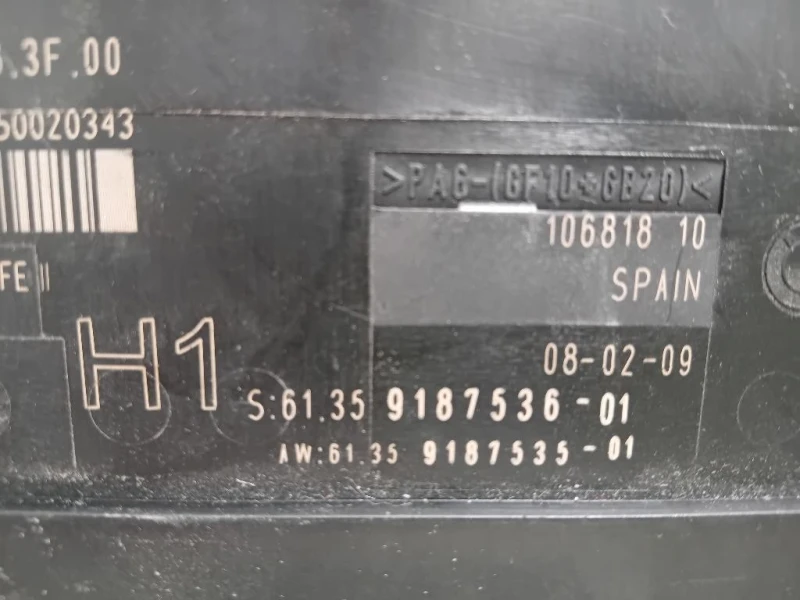 .3F.00
50020343
>PA6-(GF10+GB20)<
106818 10
SPAIN
FE II
08-02-09
H1
S:61.35 9187536-01
AW:61.35 9187535-01